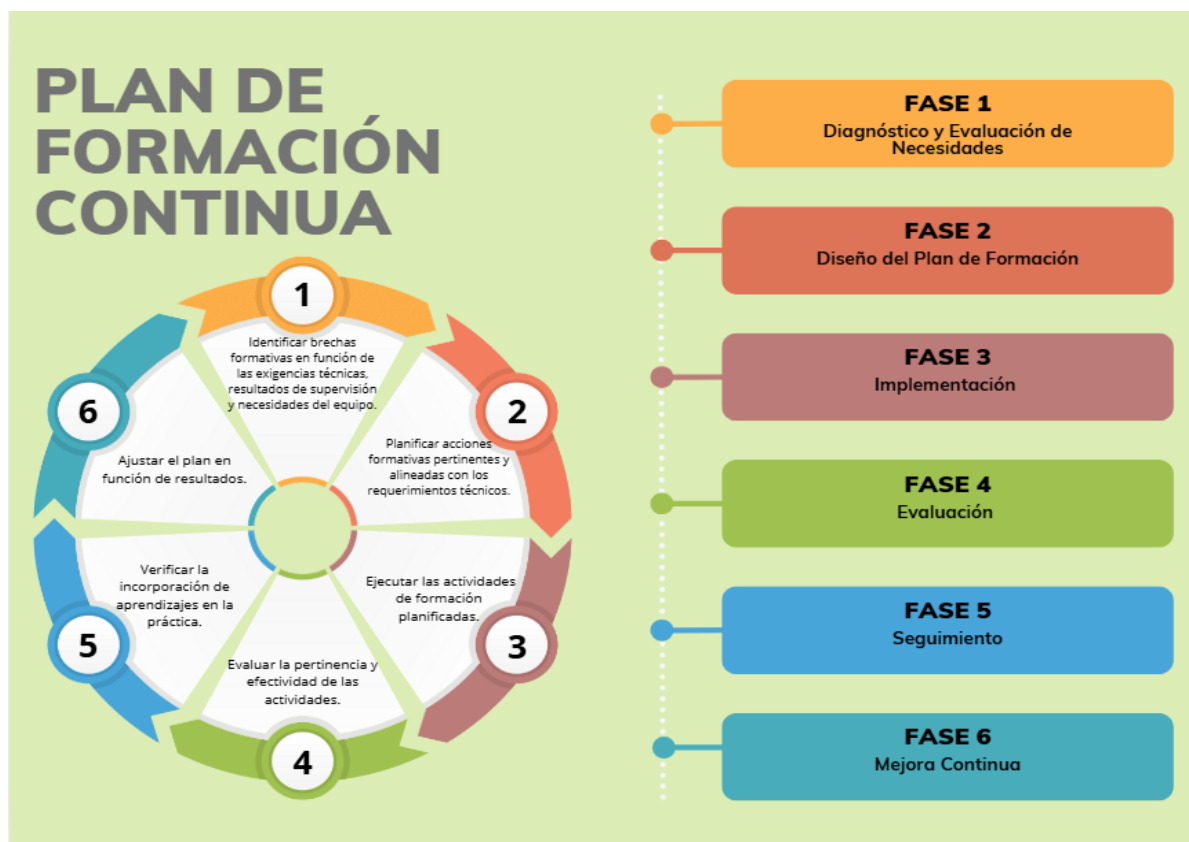 PLAN DE
FORMACIÓN
CONTINUA
1
Identificar brechas
formativas en función de
las exigencias técnicas,
resultados de supervisión
y necesidades del equipo.
2
Planificar acciones
formativas pertinentes y
alineadas con los
requerimientos técnicos.
3
Ejecutar las actividades
de formación
planificadas.
4
Evaluar la pertinencia y
efectividad de las
actividades.
5
Verificar la
incorporación de
aprendizajes en la
práctica.
6
Ajustar el plan en
función de resultados.
FASE 1
Diagnóstico y Evaluación de
Necesidades
FASE 2
Diseño del Plan de Formación
FASE 3
Implementación
FASE 4
Evaluación
FASE 5
Seguimiento
FASE 6
Mejora Continua